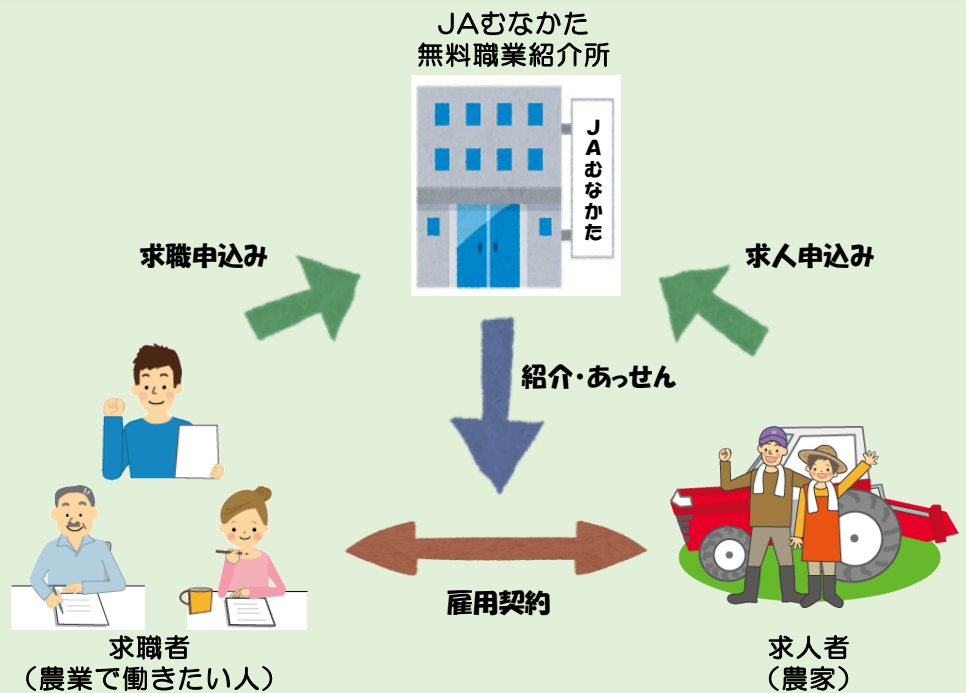 JAむなかた
無料職業紹介所
JAむなかた
求職申込み
求人申込み
紹介・あっせん
雇用契約
求職者
（農業で働きたい人）
求人者
（農家）